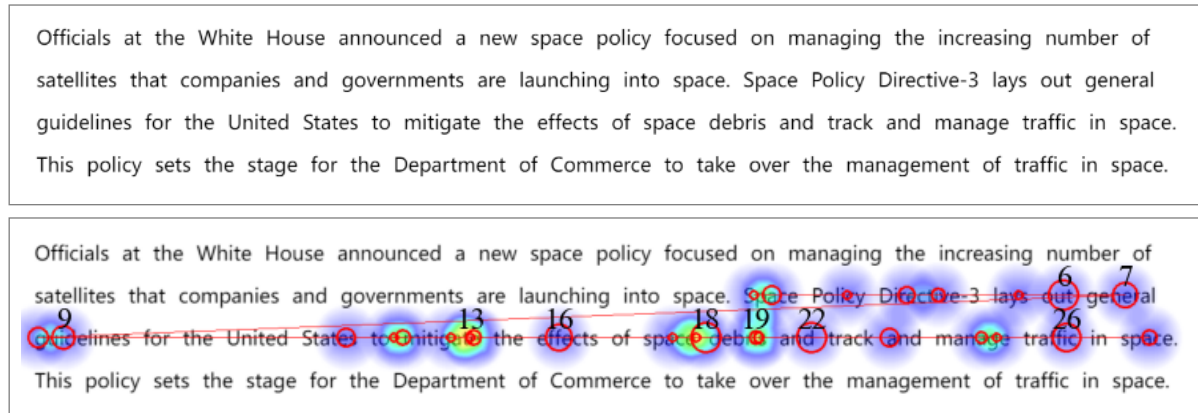 Officials at the White House announced a new space policy focused on managing the increasing number of
satellites that companies and governments are launching into space. Space Policy Directive-3 lays out general
guidelines for the United States to mitigate the effects of space debris and track and manage traffic in space.
This policy sets the stage for the Department of Commerce to take over the management of traffic in space.
Officials at the White House announced a new space policy focused on managing the increasing number of
6 7
satellites that companies and governments are launching into space. Space Policy Directive-3 lays out general
9 13 16 18 19 22 26
guidelines for the United States to mitigate the effects of space debris and track and manage traffic in space.
This policy sets the stage for the Department of Commerce to take over the management of traffic in space.